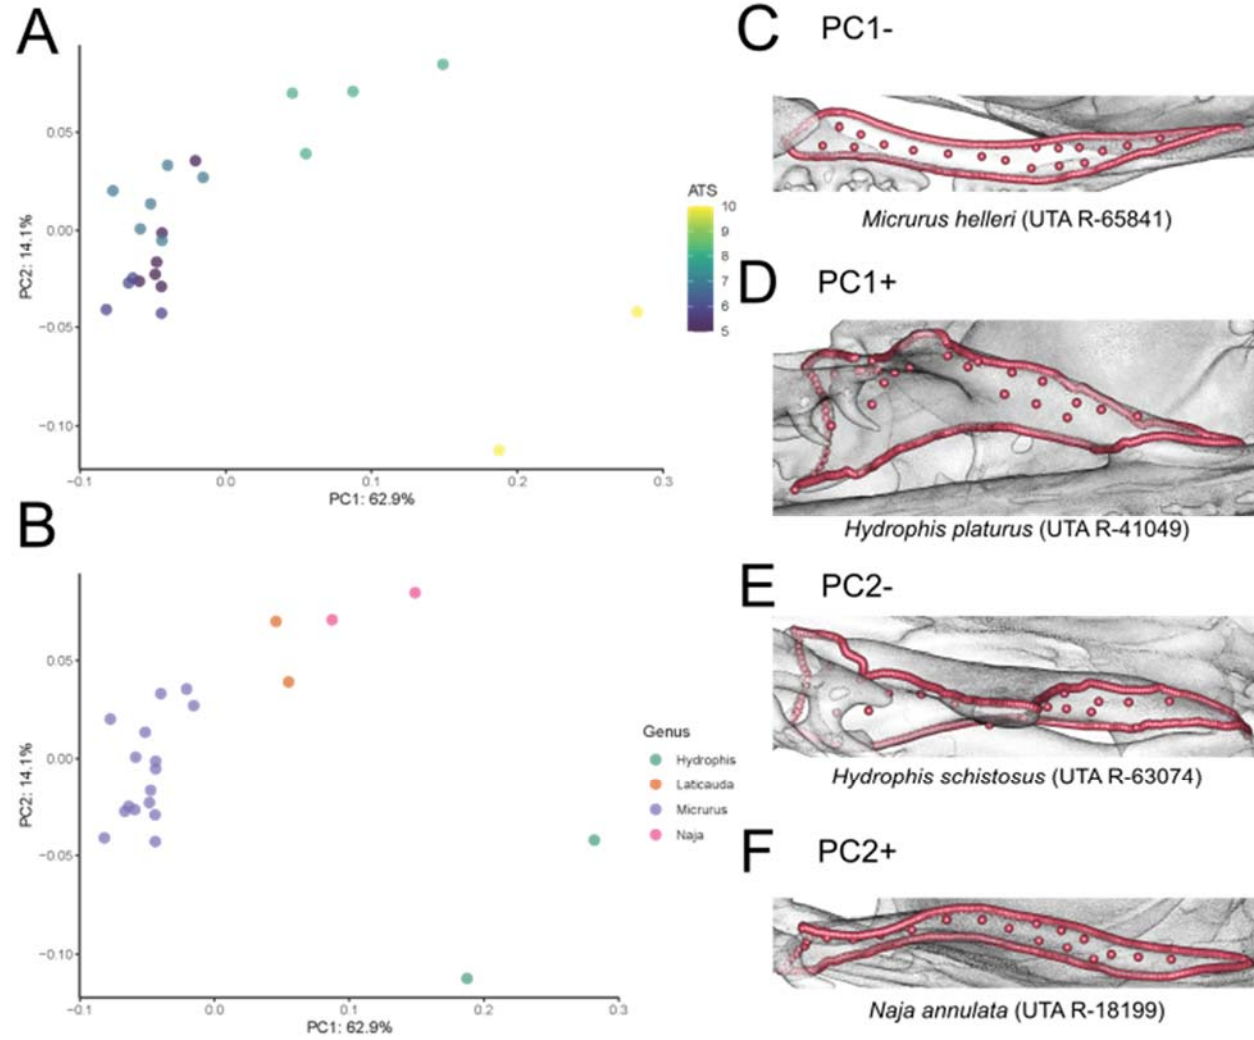 A
0.05
0.00
−0.05
−0.10
PC2: 14.1%
−0.1
0.0
0.1
0.2
0.3
PC1: 62.9%
ATS
10
9
8
7
6
5
B
0.05
0.00
−0.05
−0.10
PC2: 14.1%
−0.1
0.0
0.1
0.2
0.3
PC1: 62.9%
Genus
Hydrophis
Laticauda
Micrurus
Naja
C PC1-
Micrurus helleri (UTA R-65841)
D PC1+
Hydrophis platurus (UTA R-41049)
E PC2-
Hydrophis schistosus (UTA R-63074)
F PC2+
Naja annulata (UTA R-18199)